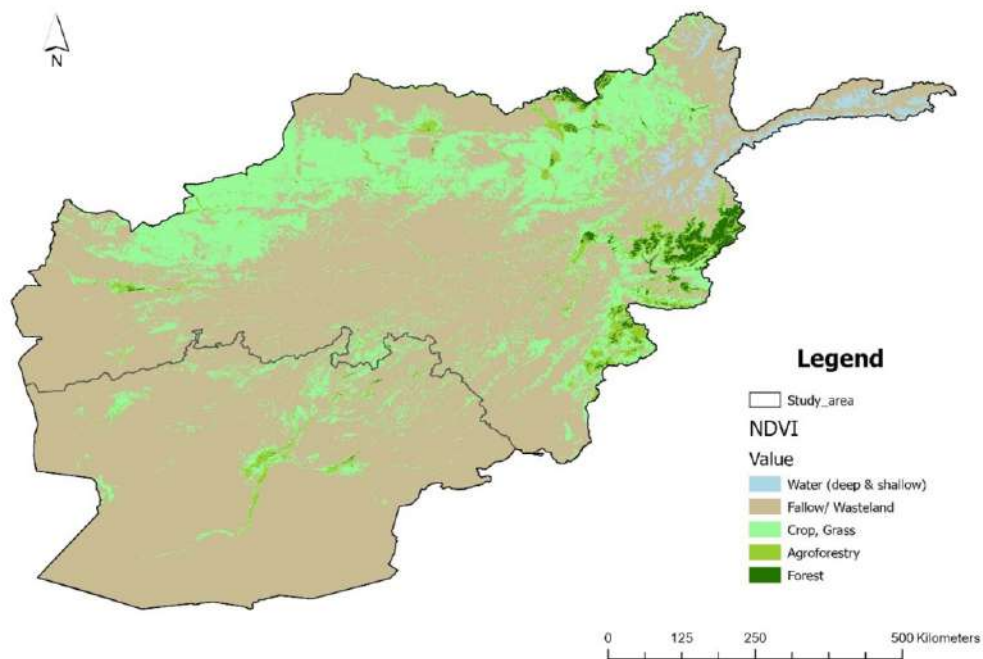 N
Legend
Study_area
NDVI
Value
Water (deep & shallow)
Fallow/ Wasteland
Crop, Grass
Agroforestry
Forest
0 125 250 500 Kilometers